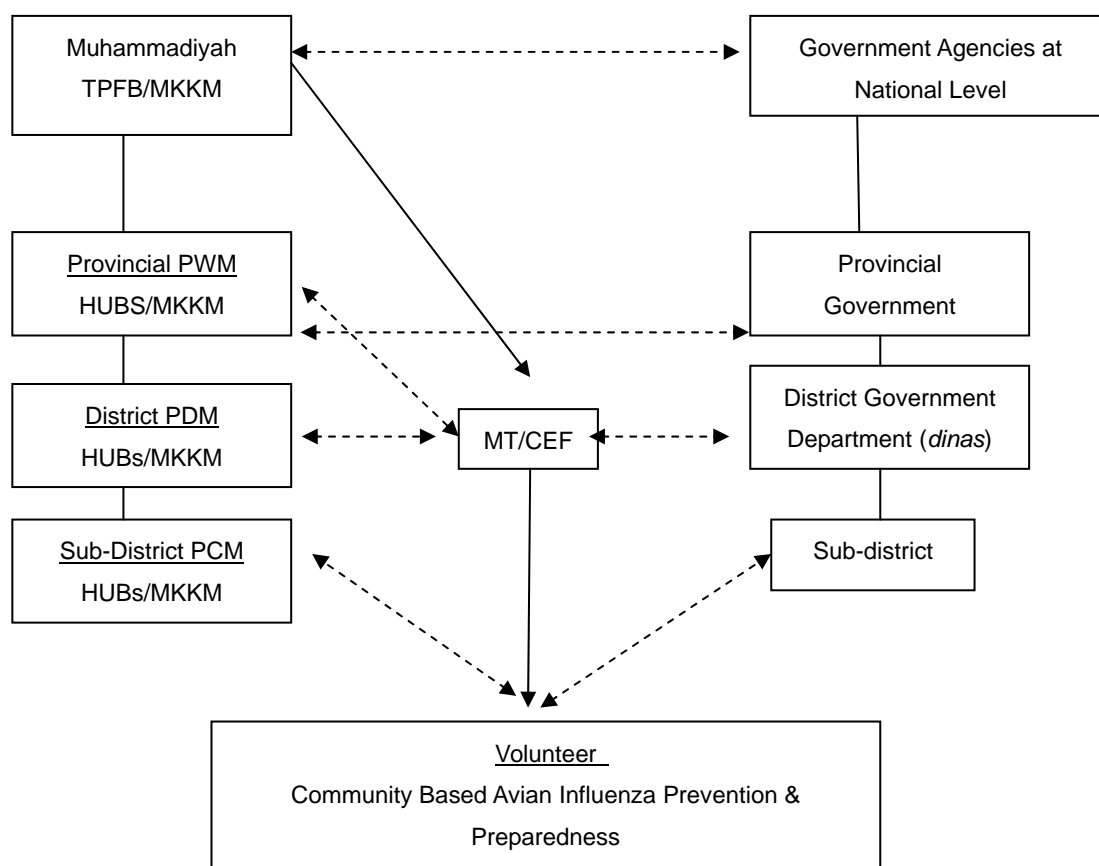 Muhammadiyah
TPFB/MKKM
Government Agencies at
National Level
Provincial PWM
HUBS/MKKM
Provincial
Government
District PDM
HUBs/MKKM
MT/CEF
District Government
Department (dinas)
Sub-District PCM
HUBs/MKKM
Sub-district
Volunteer
Community Based Avian Influenza Prevention &
Preparedness